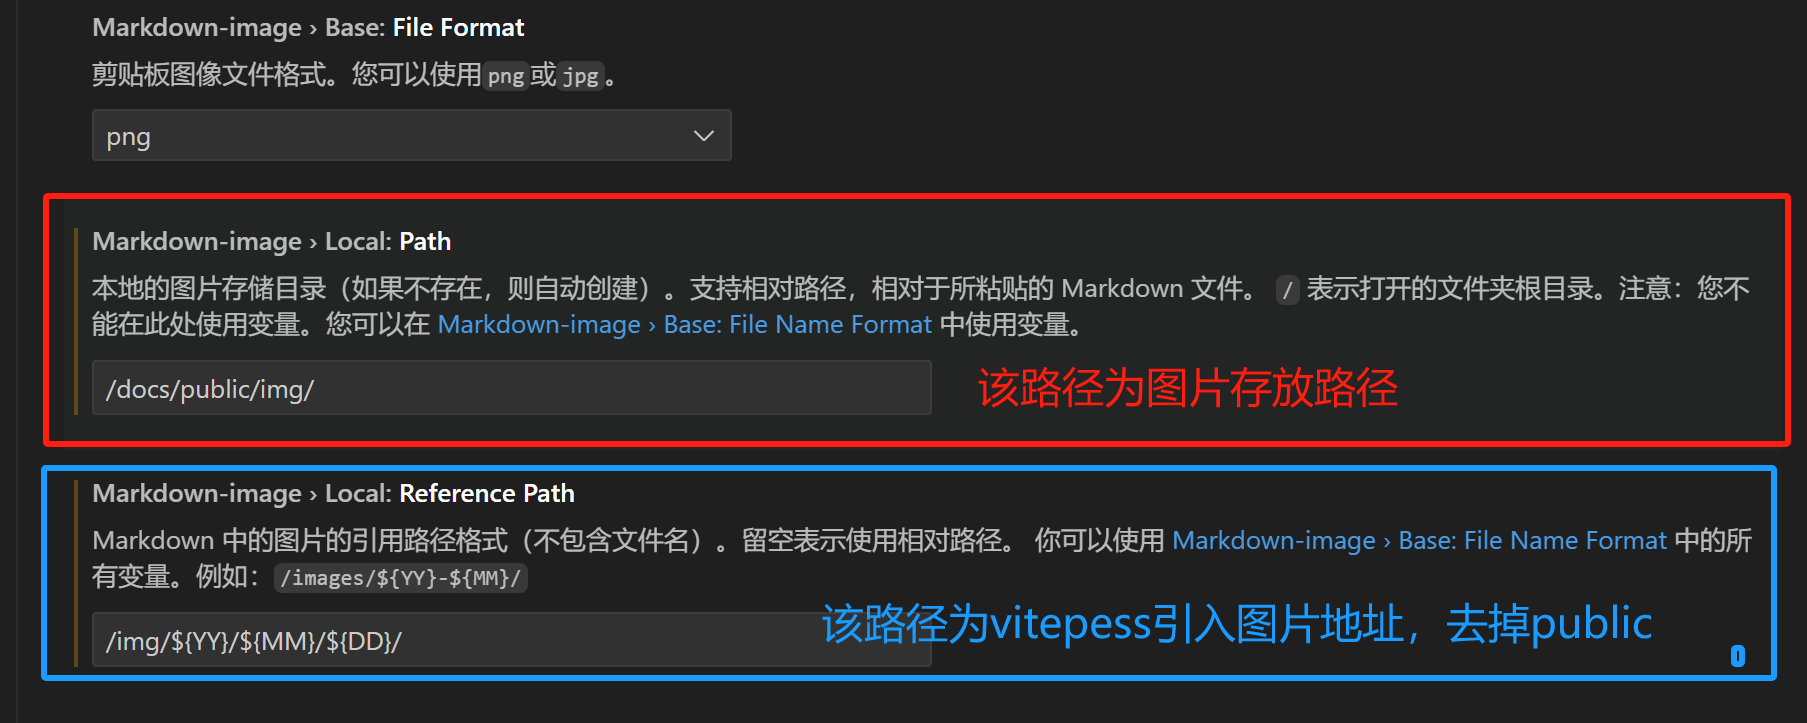 Markdown-image › Base: File Format
剪贴板图像文件格式。您可以使用 png 或 jpg 。
png
Markdown-image › Local: Path
本地的图片存储目录（如果不存在，则自动创建）。支持相对路径，相对于所粘贴的 Markdown 文件。 / 表示打开的文件夹根目录。注意：您不
能在此处使用变量。您可以在 Markdown-image › Base: File Name Format 中使用变量。
/docs/public/img/
该路径为图片存放路径
Markdown-image › Local: Reference Path
Markdown 中的图片的引用路径格式（不包含文件名）。留空表示使用相对路径。 你可以使用 Markdown-image › Base: File Name Format 中的所
有变量。例如： /images/${YY}-${MM}/
/img/${YY}/${MM}/${DD}/
该路径为vitepess引入图片地址，去掉public